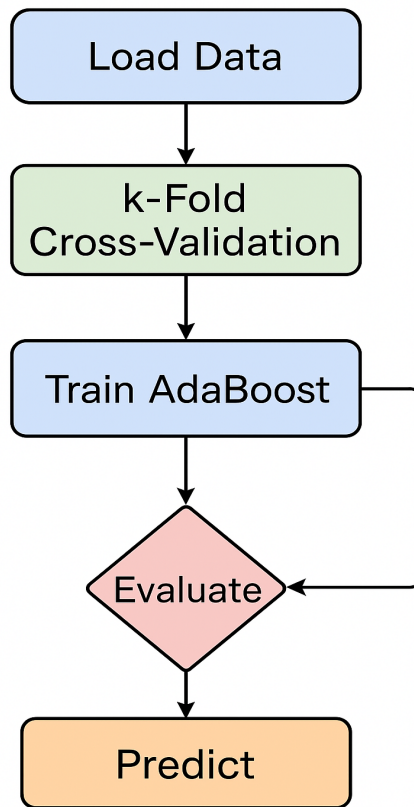 Load Data
k-Fold
Cross-Validation
Train AdaBoost
Evaluate
Predict